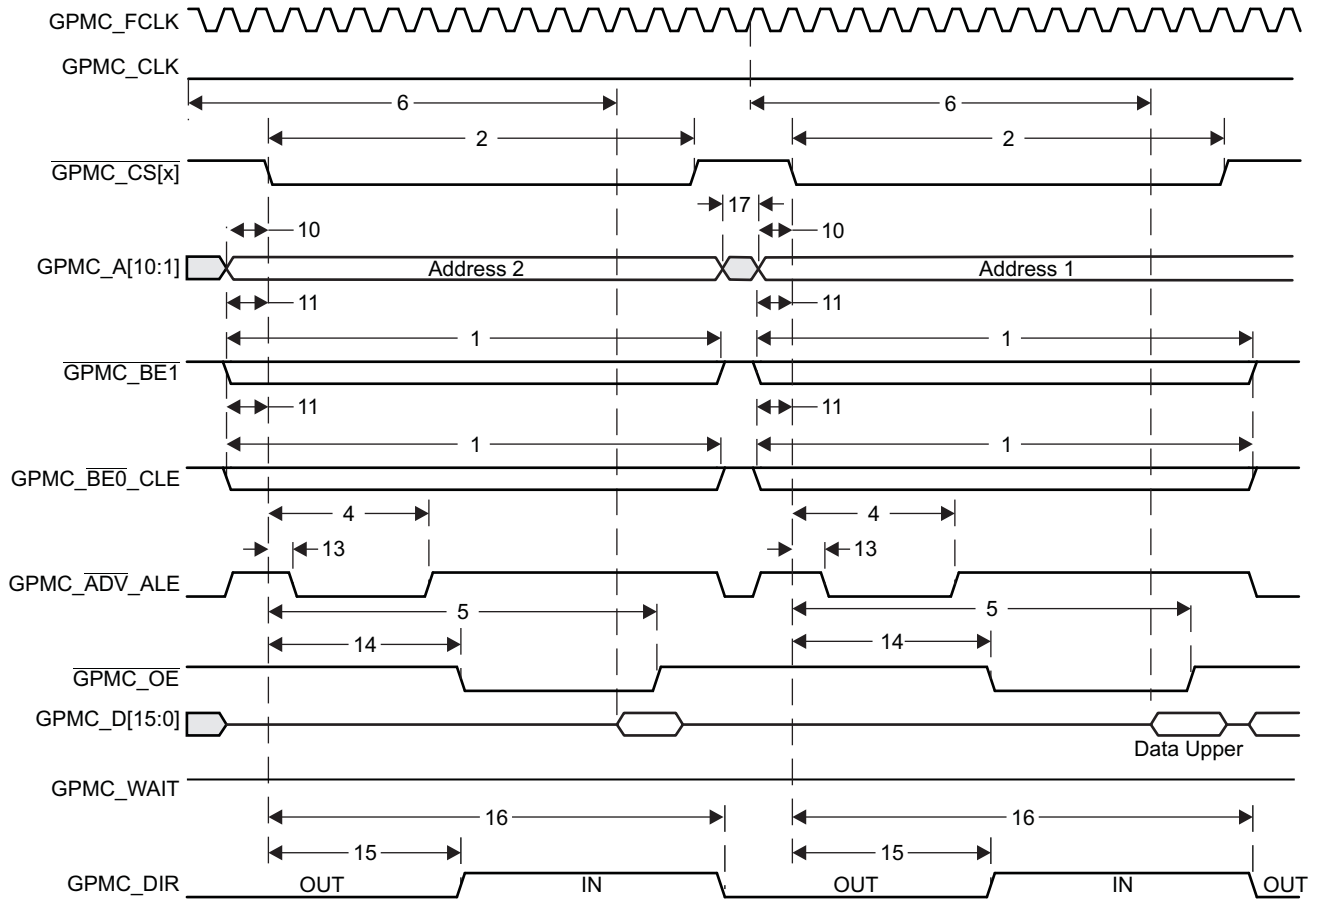 GPMC_FCLK
GPMC_CLK
6 6
2 2
GPMC_CS[x]
17
10 10
GPMC_A[10:1] Address 2 Address 1
11 11
1 1
GPMC_BE1
11 11
1 1
GPMC_BE0_CLE
4 4
13 13
GPMC_ADV_ALE
5 5
14 14
GPMC_OE
GPMC_D[15:0]
Data Upper
GPMC_WAIT
16 16
15 15
GPMC_DIR OUT IN OUT IN OUT